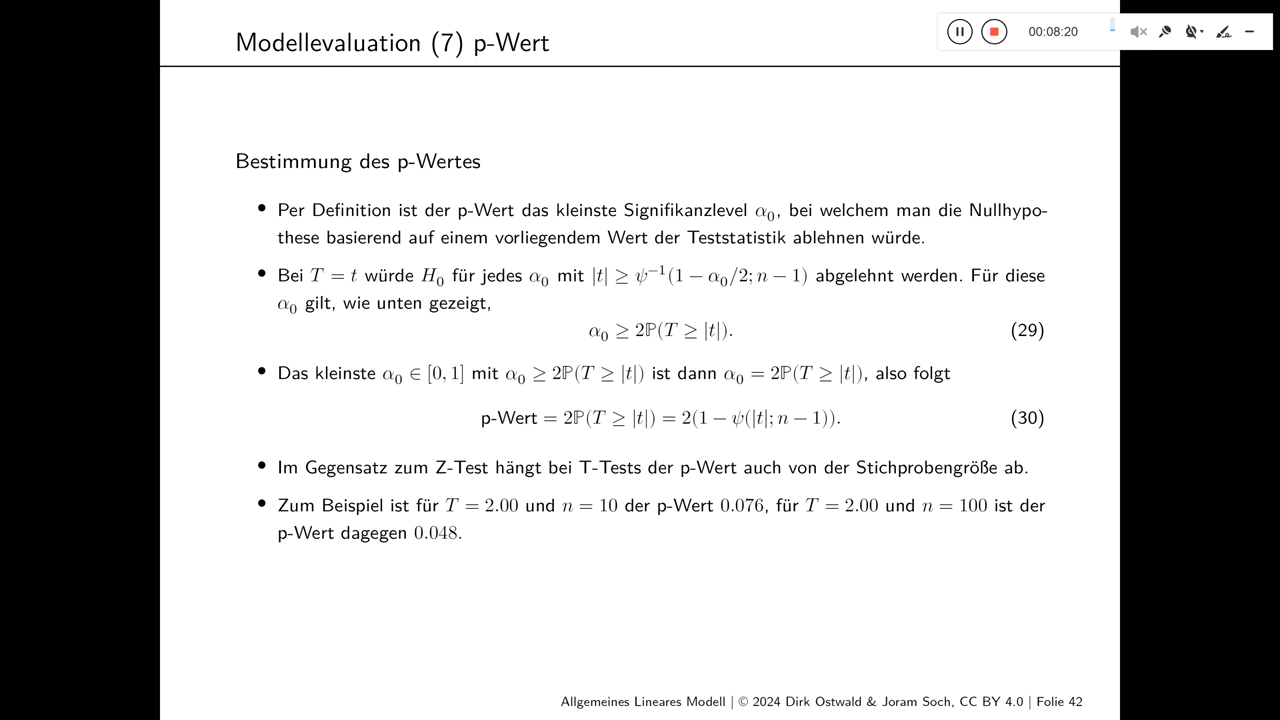 Modellevaluation (7) p-Wert
00:08:20
Bestimmung des p-Wertes
• Per Definition ist der p-Wert das kleinste Signifikanzlevel α₀, bei welchem man die Nullhypo-
these basierend auf einem vorliegendem Wert der Teststatistik ablehnen würde.
• Bei T = t würde H₀ für jedes α₀ mit |t| ≥ ψ⁻¹(1 − α₀/2; n − 1) abgelehnt werden. Für diese
α₀ gilt, wie unten gezeigt,
α₀ ≥ 2ℙ(T ≥ |t|). (29)
• Das kleinste α₀ ∈ [0, 1] mit α₀ ≥ 2ℙ(T ≥ |t|) ist dann α₀ = 2ℙ(T ≥ |t|), also folgt
p-Wert = 2ℙ(T ≥ |t|) = 2(1 − ψ(|t|; n − 1)). (30)
• Im Gegensatz zum Z-Test hängt bei T-Tests der p-Wert auch von der Stichprobengröße ab.
• Zum Beispiel ist für T = 2.00 und n = 10 der p-Wert 0.076, für T = 2.00 und n = 100 ist der
p-Wert dagegen 0.048.
Allgemeines Lineares Modell | © 2024 Dirk Ostwald & Joram Soch, CC BY 4.0 | Folie 42